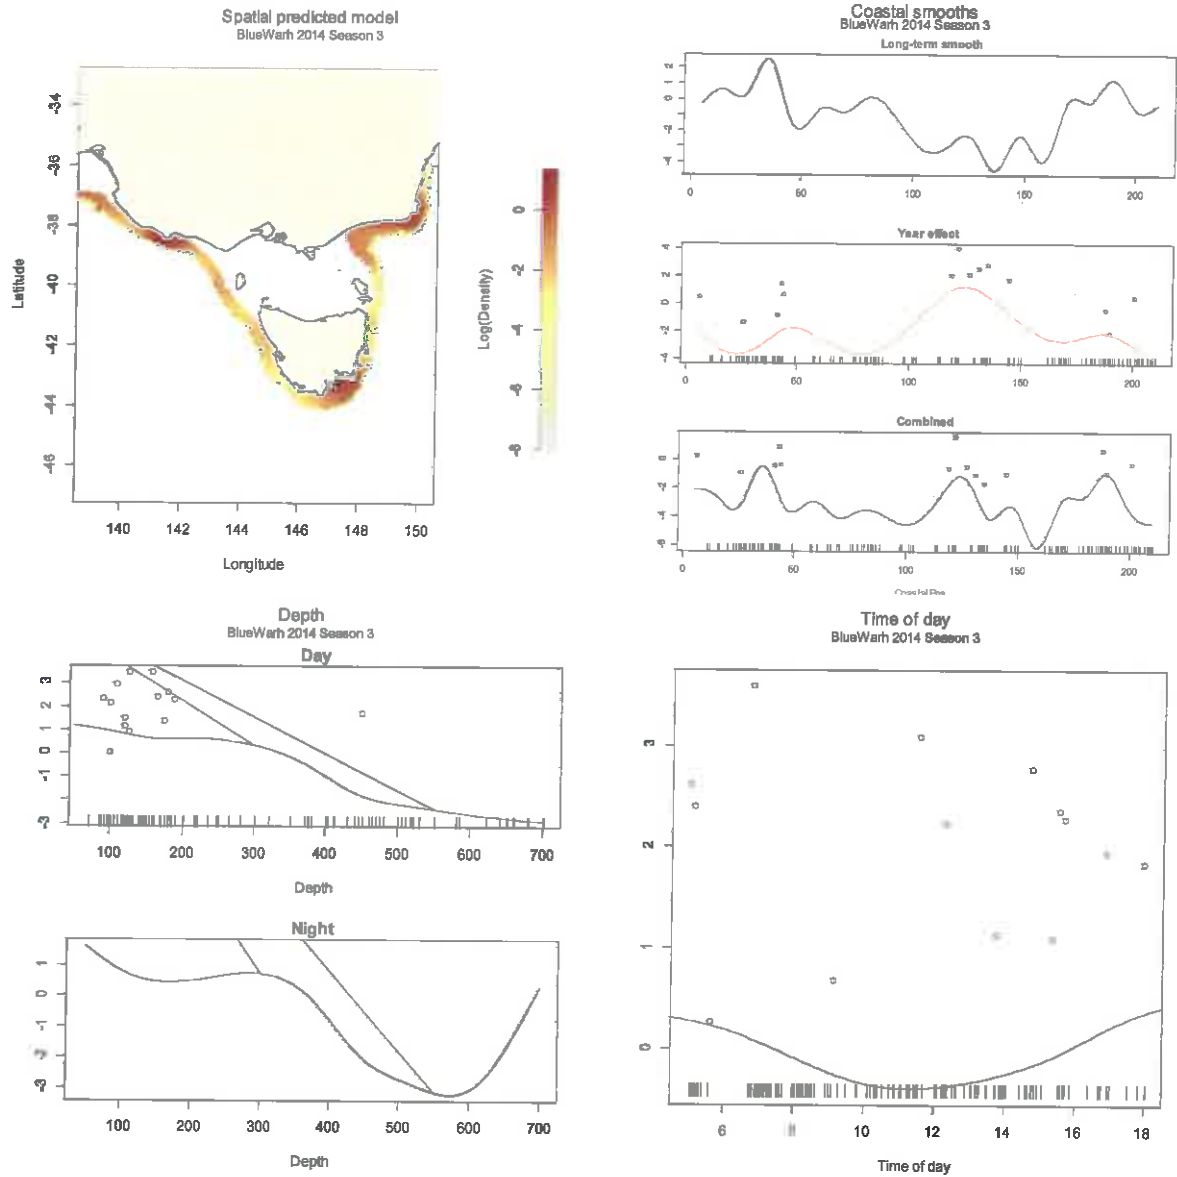 Spatial predicted model
BlueWarh 2014 Season 3
-34
-36
-38
-40
-42
-44
-46
Latitude
140 142 144 146 148 150
Longitude
0
-2
-4
-6
-8
Log(Density)
Coastal smooths
BlueWarh 2014 Season 3
Long-term smooth
2
1
0
-2
-4
0 50 100 150 200
Year effect
4
2
0
-2
-4
0 50 100 150 200
Combined
0
-2
-4
-6
0 50 100 150 200
Depth
BlueWarh 2014 Season 3
Day
3
2
1
0
-1
-3
100 200 300 400 500 600 700
Depth
Night
1
0
-1
-2
-3
100 200 300 400 500 600 700
Depth
Time of day
BlueWarh 2014 Season 3
3
2
1
0
6 10 12 14 16 18
Time of day